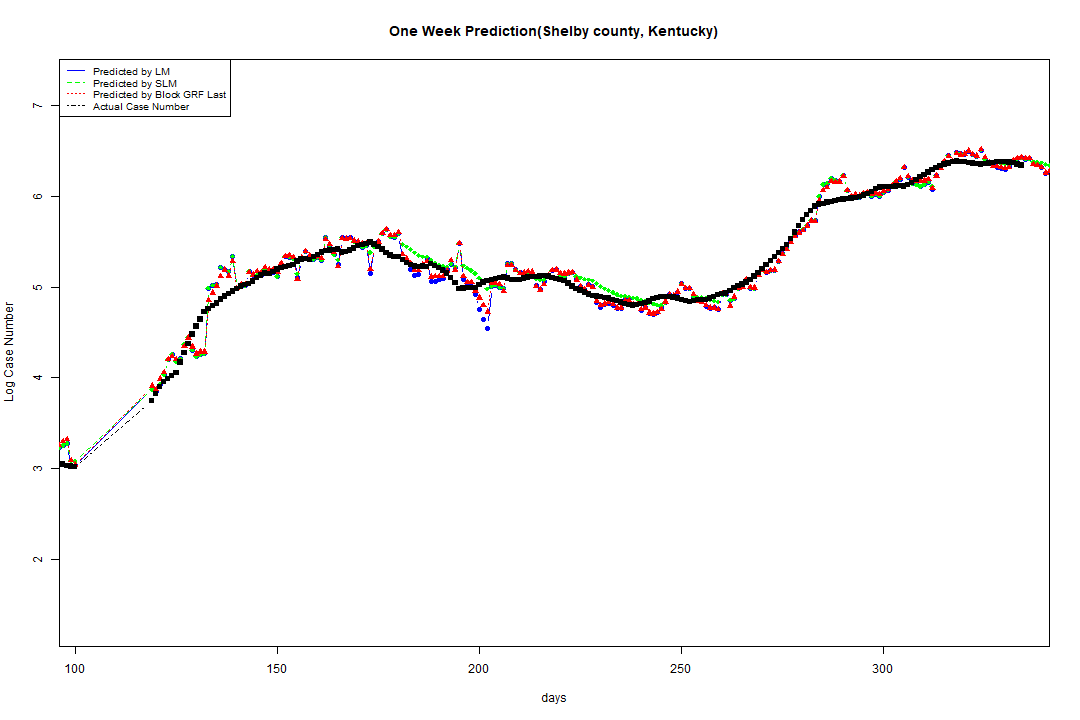 One Week Prediction(Shelby county, Kentucky)
Predicted by LM
Predicted by SLM
Predicted by Block GRF Last
Actual Case Number
7
6
5
4
3
2
Log Case Number
100 150 200 250 300
days